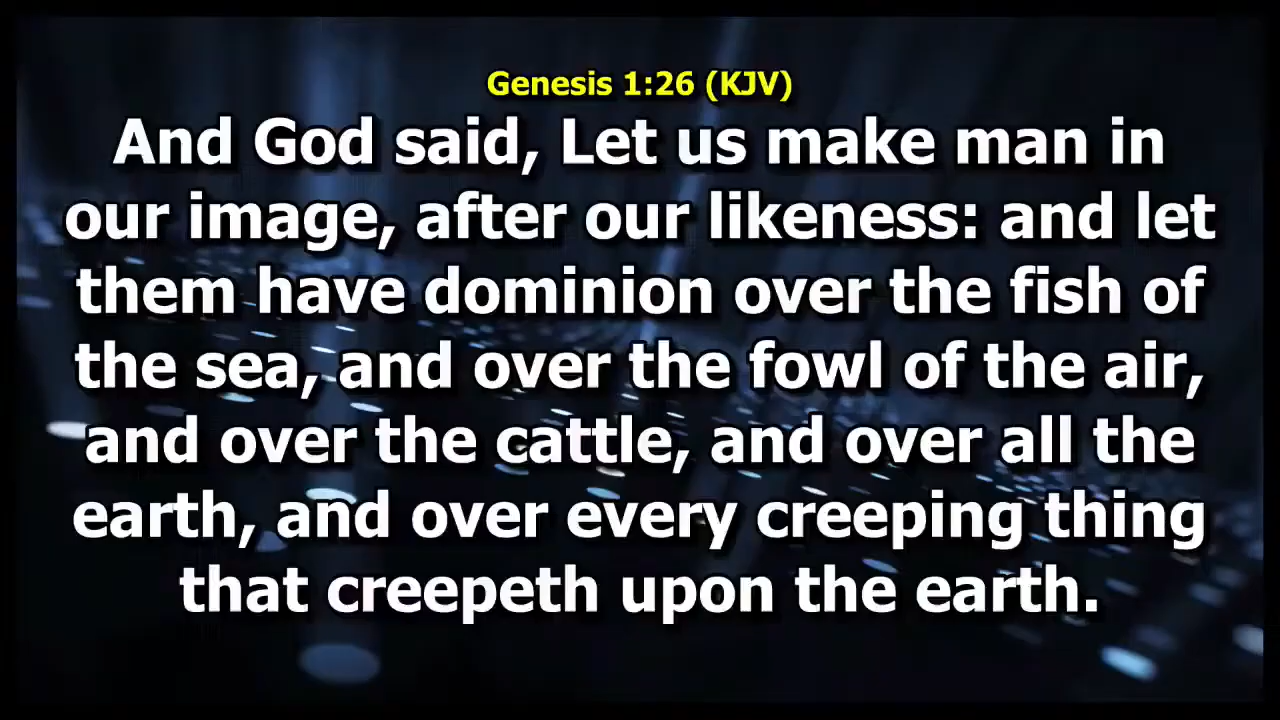 Genesis 1:26 (KJV)
And God said, Let us make man in
our image, after our likeness: and let
them have dominion over the fish of
the sea, and over the fowl of the air,
and over the cattle, and over all the
earth, and over every creeping thing
that creepeth upon the earth.